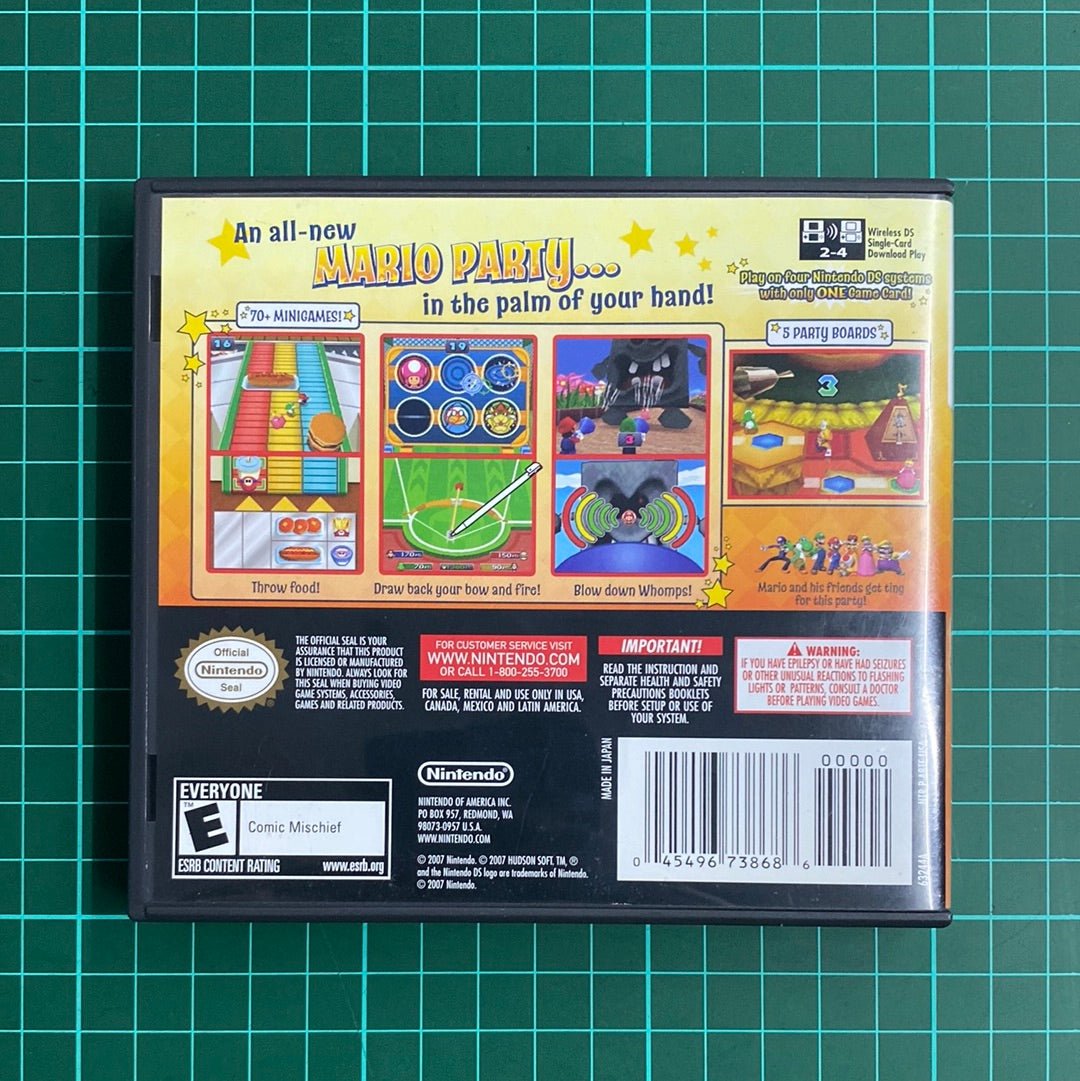 An all-new
MARIO PARTY...
in the palm of your hand!
2-4
Wireless DS
Single-Card
Download Play
Play on four Nintendo DS systems
with only ONE Game Card!
70+ MINIGAMES!
5 PARTY BOARDS
16
19
3
3
Throw food!
Draw back your bow and fire!
Blow down Whomps!
Mario and his friends get tiny
for this party!
Official
Nintendo
Seal
THE OFFICIAL SEAL IS YOUR
ASSURANCE THAT THIS PRODUCT
IS LICENSED OR MANUFACTURED
BY NINTENDO. ALWAYS LOOK FOR
THIS SEAL WHEN BUYING VIDEO
GAME SYSTEMS, ACCESSORIES,
GAMES AND RELATED PRODUCTS.
FOR CUSTOMER SERVICE VISIT
WWW.NINTENDO.COM
OR CALL 1-800-255-3700
FOR SALE, RENTAL AND USE ONLY IN USA,
CANADA, MEXICO AND LATIN AMERICA.
IMPORTANT!
READ THE INSTRUCTION AND
SEPARATE HEALTH AND SAFETY
PRECAUTIONS BOOKLETS
BEFORE SETUP OR USE OF
YOUR SYSTEM.
WARNING:
IF YOU HAVE EPILEPSY OR HAVE HAD SEIZURES
OR OTHER UNUSUAL REACTIONS TO FLASHING
LIGHTS OR PATTERNS, CONSULT A DOCTOR
BEFORE PLAYING VIDEO GAMES.
EVERYONE
E
TM
Comic Mischief
ESRB CONTENT RATING www.esrb.org
Nintendo®
NINTENDO OF AMERICA INC.
PO BOX 957, REDMOND, WA
98073-0957 U.S.A.
WWW.NINTENDO.COM
© 2007 Nintendo. © 2007 HUDSON SOFT. TM, ®
and the Nintendo DS logo are trademarks of Nintendo.
© 2007 Nintendo.
MADE IN JAPAN
00000
0 45496 73868 6
63244A